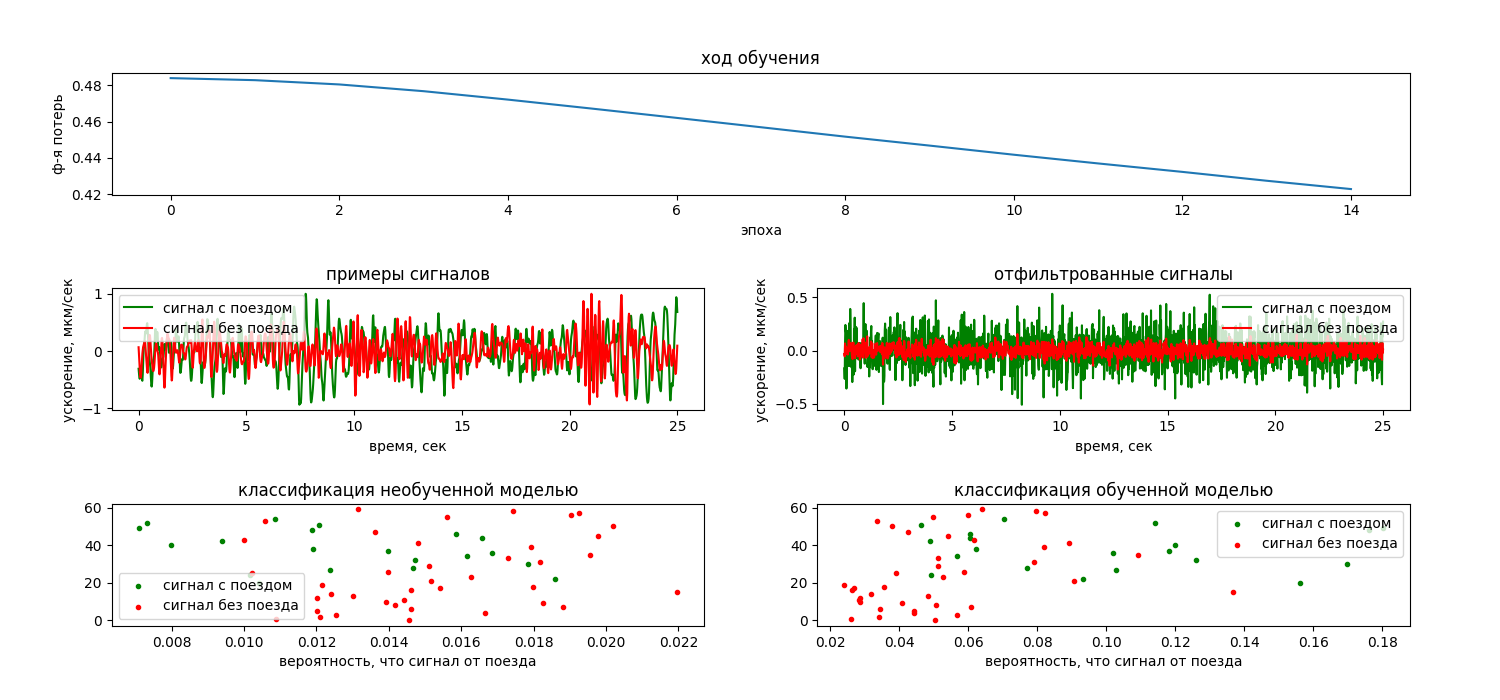 ход обучения
ф-я потерь
0.48
0.46
0.44
0.42
0 2 4 6 8 10 12 14
эпоха
примеры сигналов
ускорение, мкм/сек
1
0
−1
сигнал с поездом
сигнал без поезда
0 5 10 15 20 25
время, сек
отфильтрованные сигналы
ускорение, мкм/сек
0.5
0.0
−0.5
сигнал с поездом
сигнал без поезда
0 5 10 15 20 25
время, сек
классификация необученной моделью
60
40
20
0
сигнал с поездом
сигнал без поезда
0.008 0.010 0.012 0.014 0.016 0.018 0.020 0.022
вероятность, что сигнал от поезда
классификация обученной моделью
60
40
20
0
сигнал с поездом
сигнал без поезда
0.02 0.04 0.06 0.08 0.10 0.12 0.14 0.16 0.18
вероятность, что сигнал от поезда